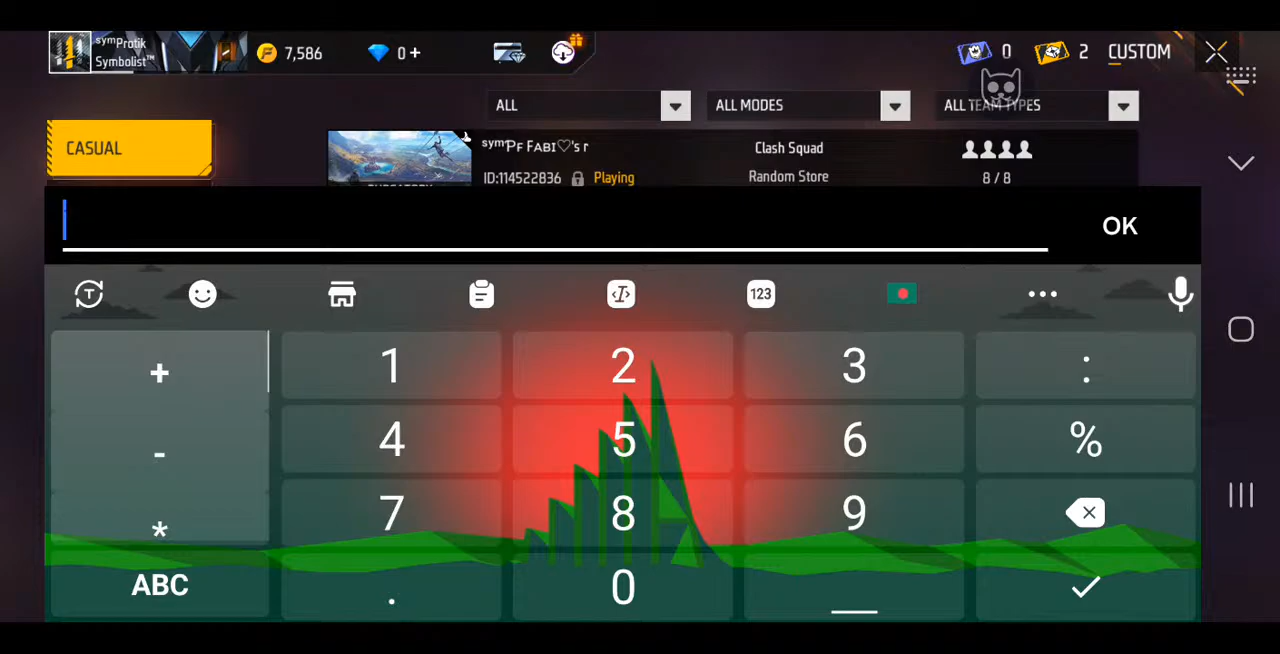 symProtik
Symbolist™
7,586
0 +
0
2
CUSTOM
ALL
ALL MODES
ALL TEAM TYPES
CASUAL
symPF FABI♡'s r
Clash Squad
ID:114522836
Playing
Random Store
8 / 8
OK
123
+
1
2
3
:
-
4
5
6
%
*
7
8
9
ABC
.
0